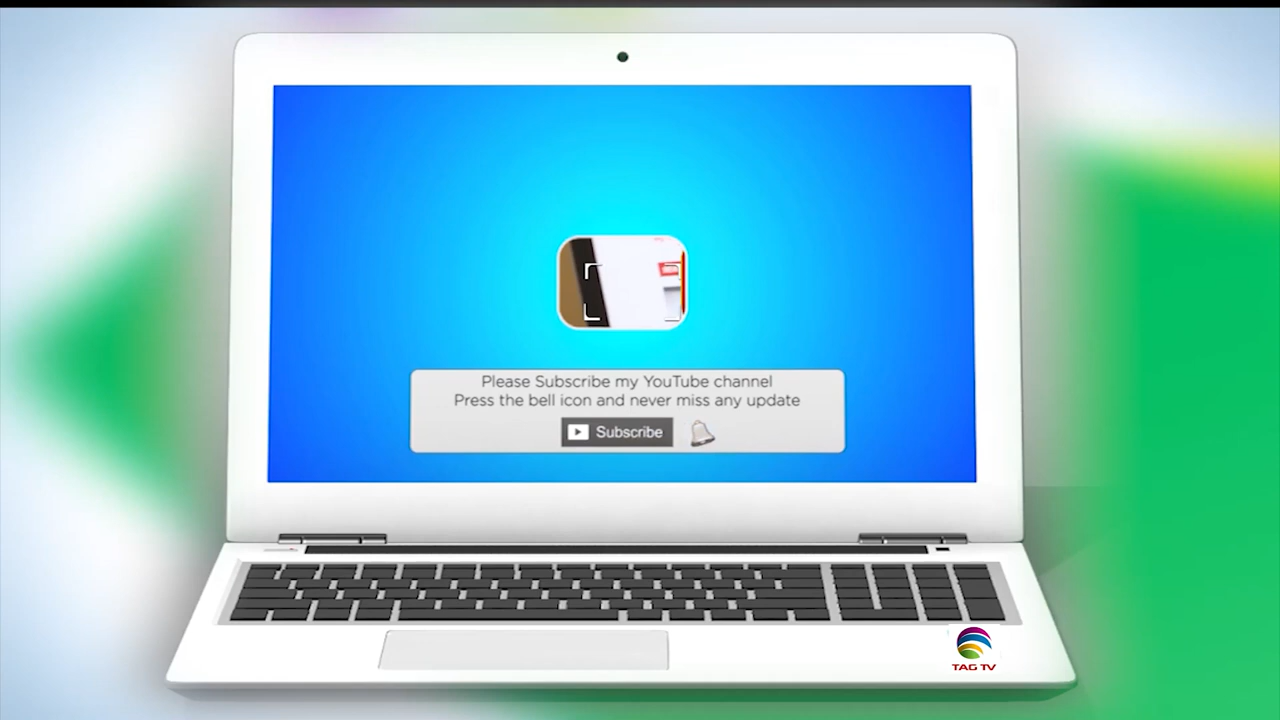 Please Subscribe my YouTube channel
Press the bell icon and never miss any update
Subscribe
TAG TV